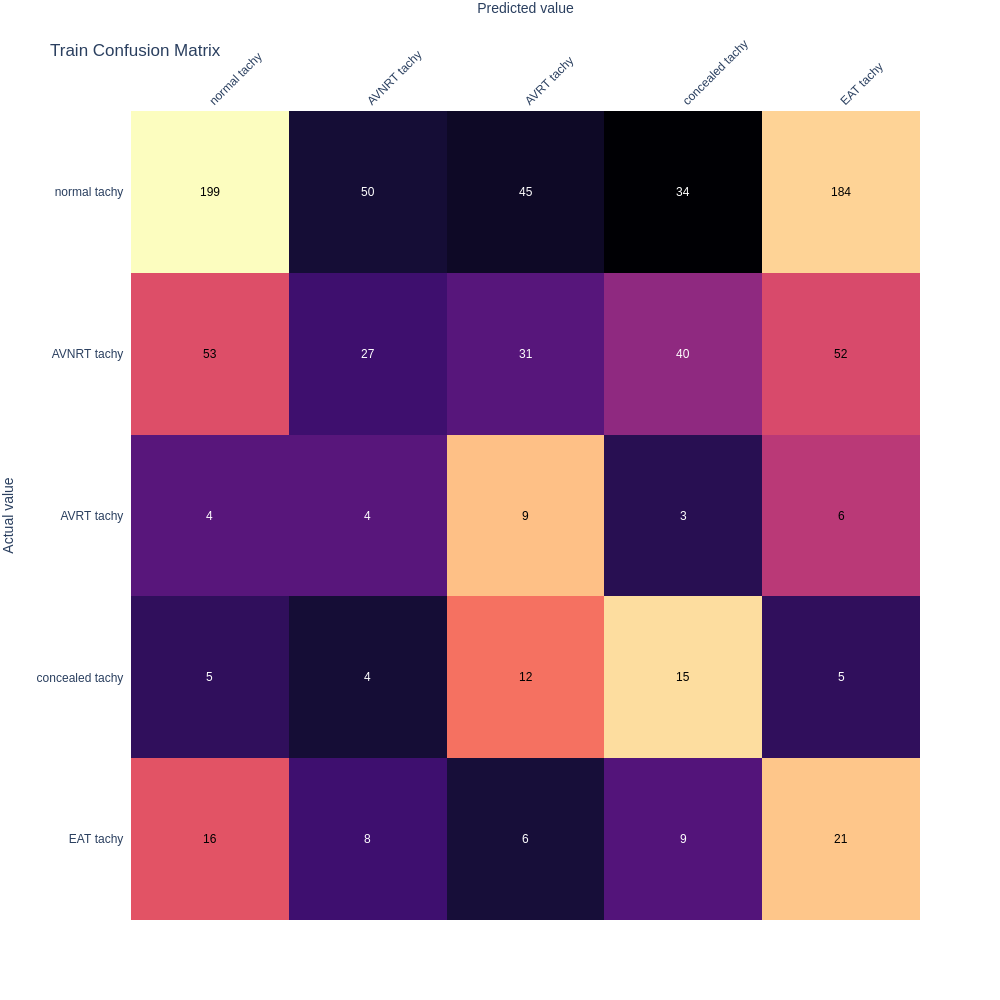 Predicted value
Train Confusion Matrix
normal tachy AVNRT tachy AVRT tachy concealed tachy EAT tachy
normal tachy 199 50 45 34 184
AVNRT tachy 53 27 31 40 52
AVRT tachy 4 4 9 3 6
Actual value
concealed tachy 5 4 12 15 5
EAT tachy 16 8 6 9 21